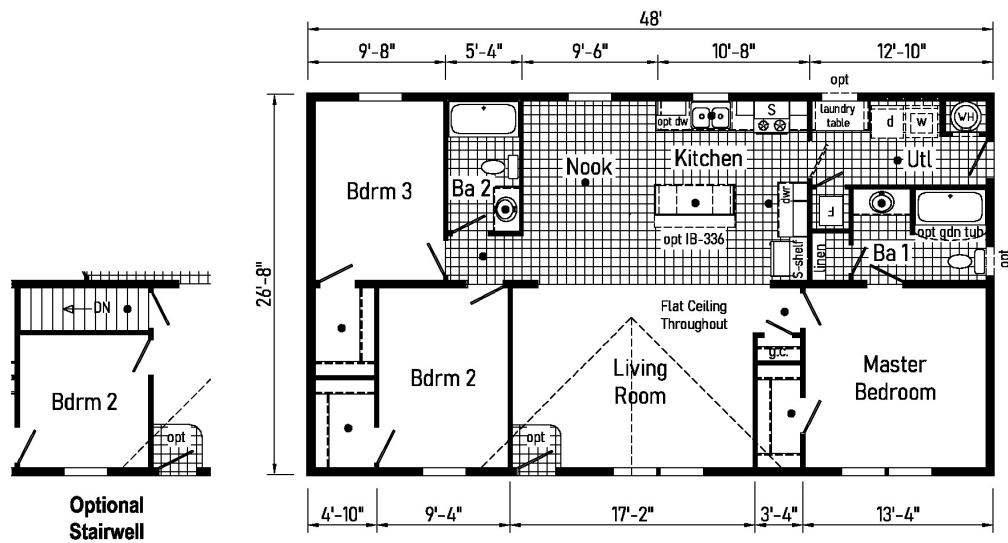 48'
9'-8"
5'-4"
9'-6"
10'-8"
12'-10"
opt
26'-8"
opt dw
S
laundry
table
d
w
WH
Utl
Nook
Kitchen
Bdrm 3
Ba 2
dwr
F
opt IB-336
S-shelf
linen
opt gdn tub
Ba 1
opt
DN
Flat Ceiling
Throughout
g.c.
Living
Room
Master
Bedroom
Bdrm 2
Bdrm 2
opt
opt
Optional
Stairwell
4'-10"
9'-4"
17'-2"
3'-4"
13'-4"